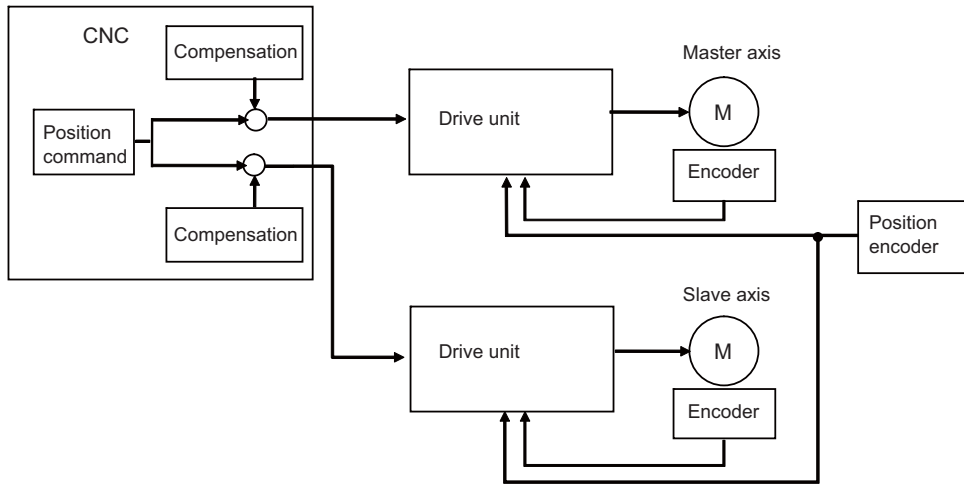 CNC
Compensation
Position
command
Compensation
Drive unit
Master axis
M
Encoder
Position
encoder
Drive unit
Slave axis
M
Encoder